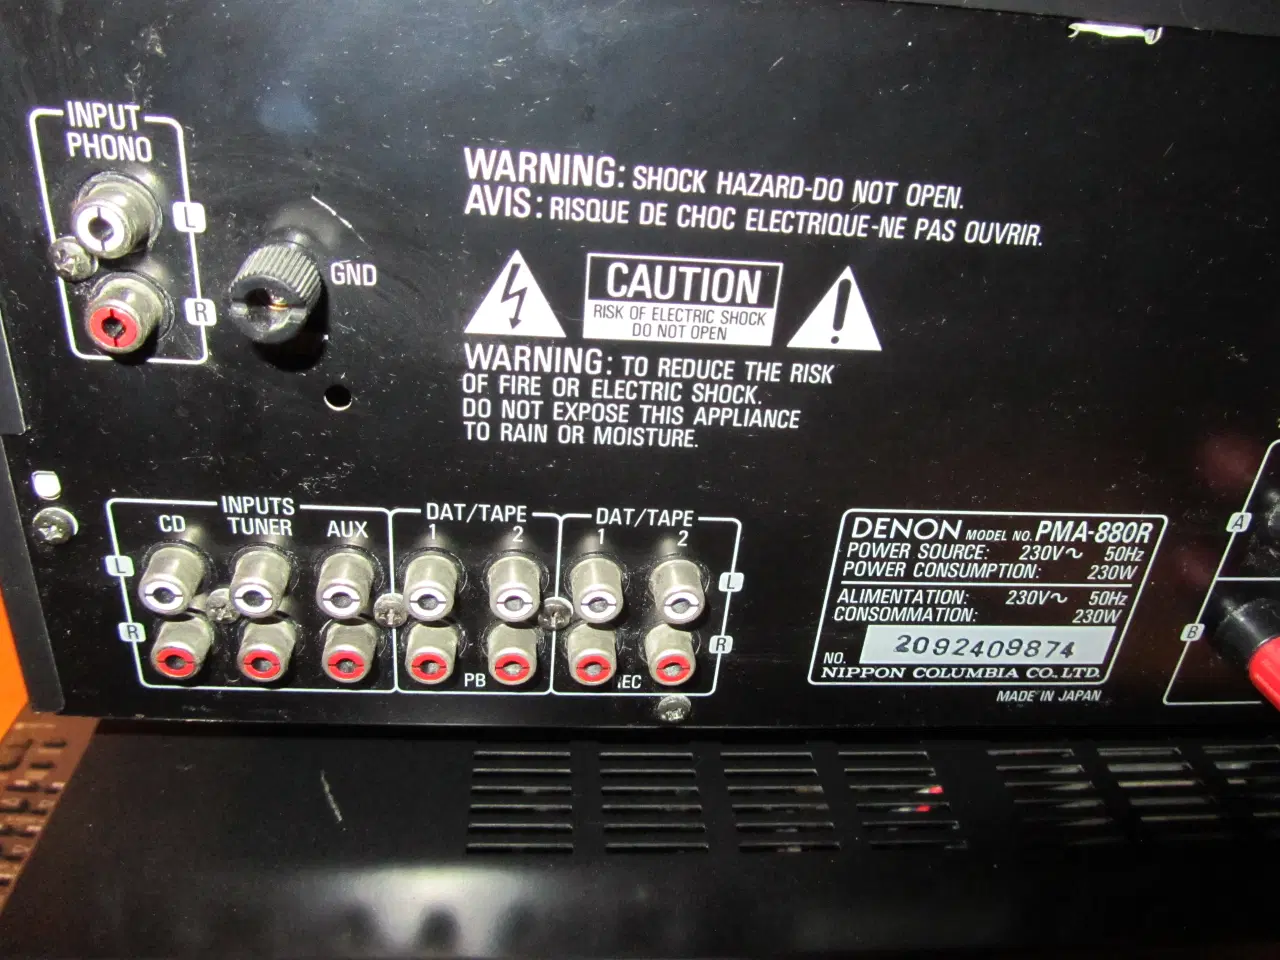 INPUT
PHONO
L
R
GND
WARNING: SHOCK HAZARD-DO NOT OPEN.
AVIS: RISQUE DE CHOC ELECTRIQUE-NE PAS OUVRIR.
CAUTION
RISK OF ELECTRIC SHOCK
DO NOT OPEN
WARNING: TO REDUCE THE RISK
OF FIRE OR ELECTRIC SHOCK.
DO NOT EXPOSE THIS APPLIANCE
TO RAIN OR MOISTURE.
INPUTS
CD TUNER AUX
DAT/TAPE
1 2
DAT/TAPE
1 2
L
R
L
R
PB
EC
DENON MODEL NO. PMA-880R
POWER SOURCE: 230V~ 50Hz
POWER CONSUMPTION: 230W
ALIMENTATION: 230V~ 50Hz
CONSOMMATION: 230W
NO. 2092409874
NIPPON COLUMBIA CO., LTD.
MADE IN JAPAN
A
B